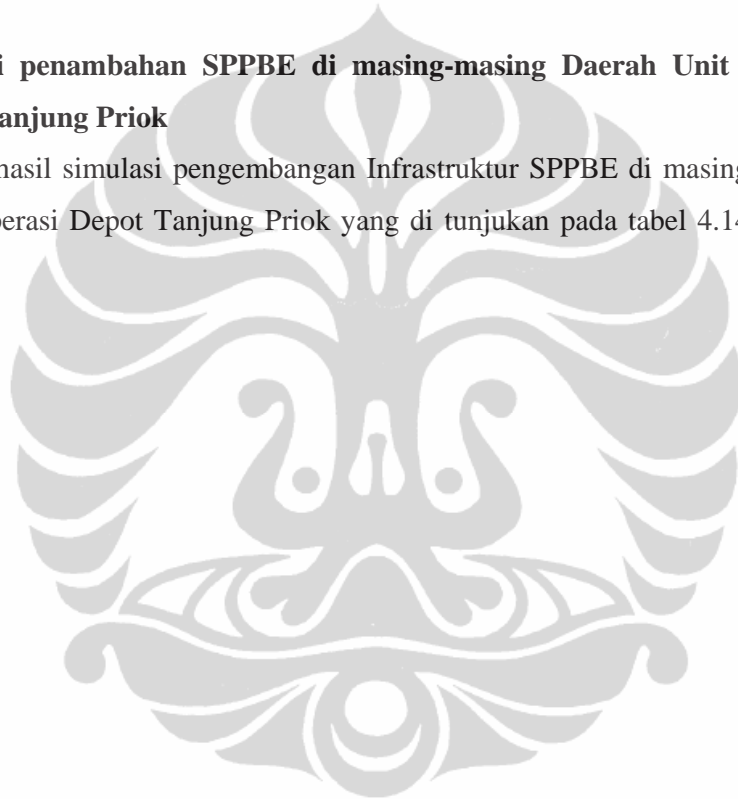 i penambahan SPPBE di masing-masing Daerah Unit
anjung Priok
hasil simulasi pengembangan Infrastruktur SPPBE di masing
perasi Depot Tanjung Priok yang di tunjukan pada tabel 4.14